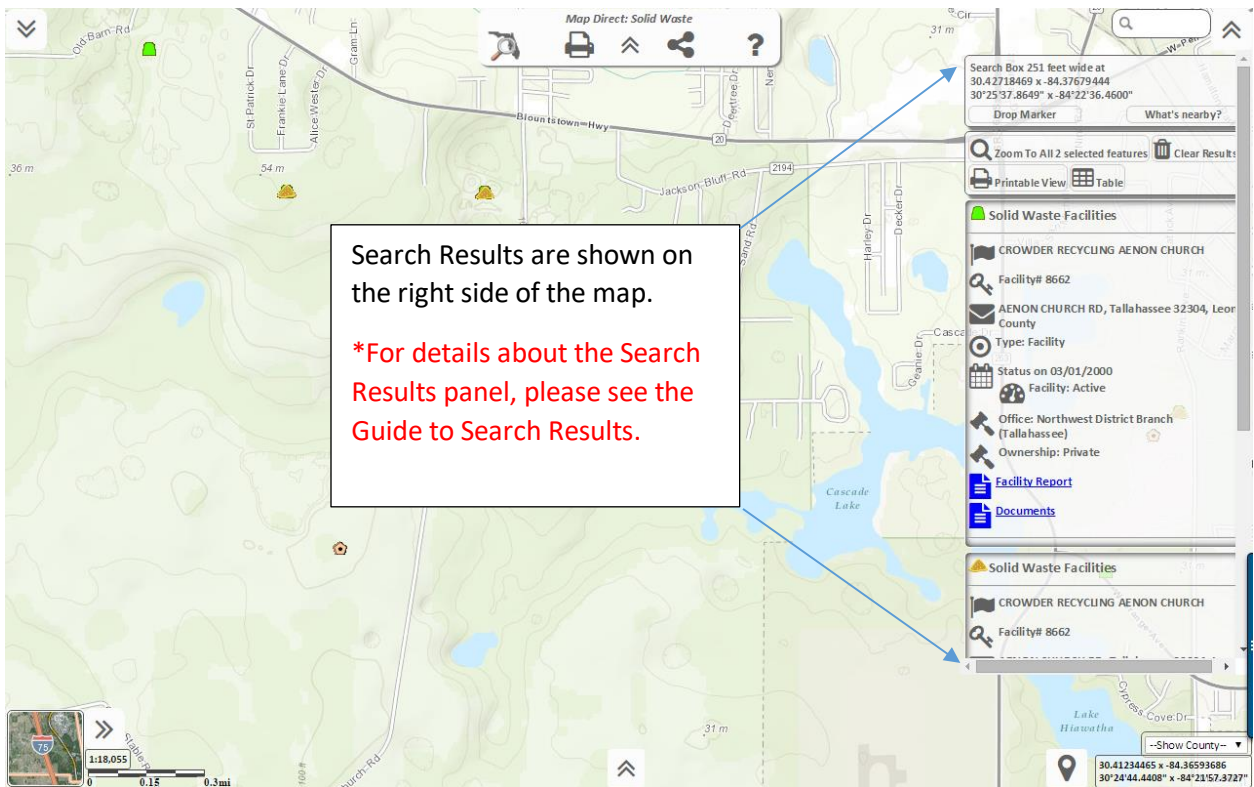 Map Direct: Solid Waste
?
Old Barn Rd
Gram Ln
St Patrick Dr
Frankie Lane Dr
Alice Wester Dr
Blountstown Hwy
20
Deertree Dr
31 m
Cir
36 m
54 m
2194
Jackson Bluff Rd
Sand Rd
Harley Dr
Decker Dr
Geanie Dr
Search Results are shown on
the right side of the map.
*For details about the Search
Results panel, please see the
Guide to Search Results.
Cascade
Lake
Search Box 251 feet wide at
30.42718469 x -84.37679444
30°25'37.8649" x -84°22'36.4600"
Drop Marker
What's nearby?
Zoom To All 2 selected features
Clear Results
Printable View
Table
Solid Waste Facilities
CROWDER RECYCLING AENON CHURCH
Facility# 8662
AENON CHURCH RD, Tallahassee 32304, Leon
County
Type: Facility
Status on 03/01/2000
Facility: Active
Office: Northwest District Branch
(Tallahassee)
Ownership: Private
Facility Report
Documents
Solid Waste Facilities
CROWDER RECYCLING AENON CHURCH
Facility# 8662
Lake
Hiawatha
Cypress Cove Dr
31 m
75
1:18,055
0 0.15 0.3mi
100 ft
--Show County--
30.41234465 x -84.36593686
30°24'44.4408" x -84°21'57.3727"